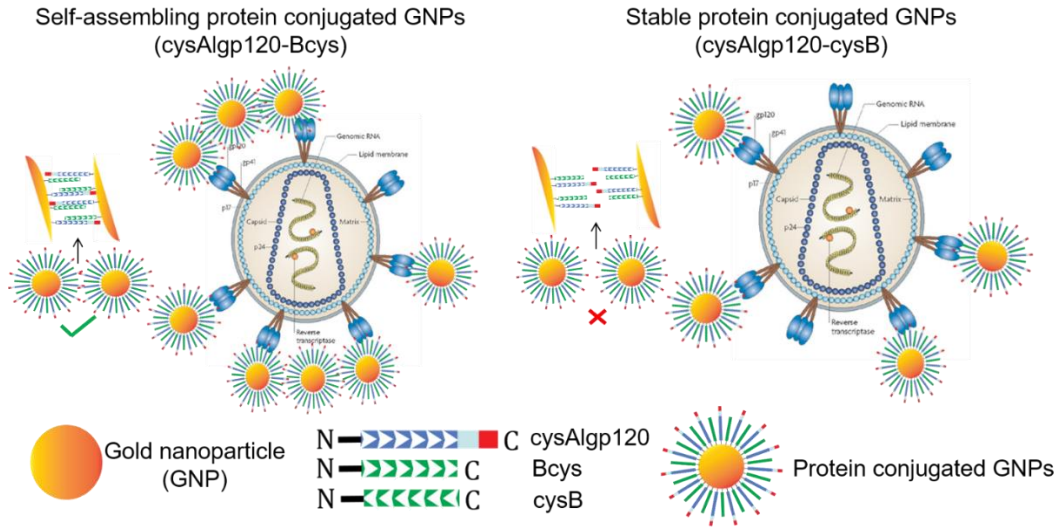 Self-assembling protein conjugated GNPs
(cysAlgp120-Bcys)
Stable protein conjugated GNPs
(cysAlgp120-cysB)
gp120
gp41
Genomic RNA
Lipid membrane
p17
Capsid
Matrix
p24
Reverse
transcriptase
gp120
gp41
Genomic RNA
Lipid membrane
p17
Capsid
Matrix
p24
Reverse
transcriptase
Gold nanoparticle
(GNP)
N C cysAlgp120
N C Bcys
N C cysB
Protein conjugated GNPs